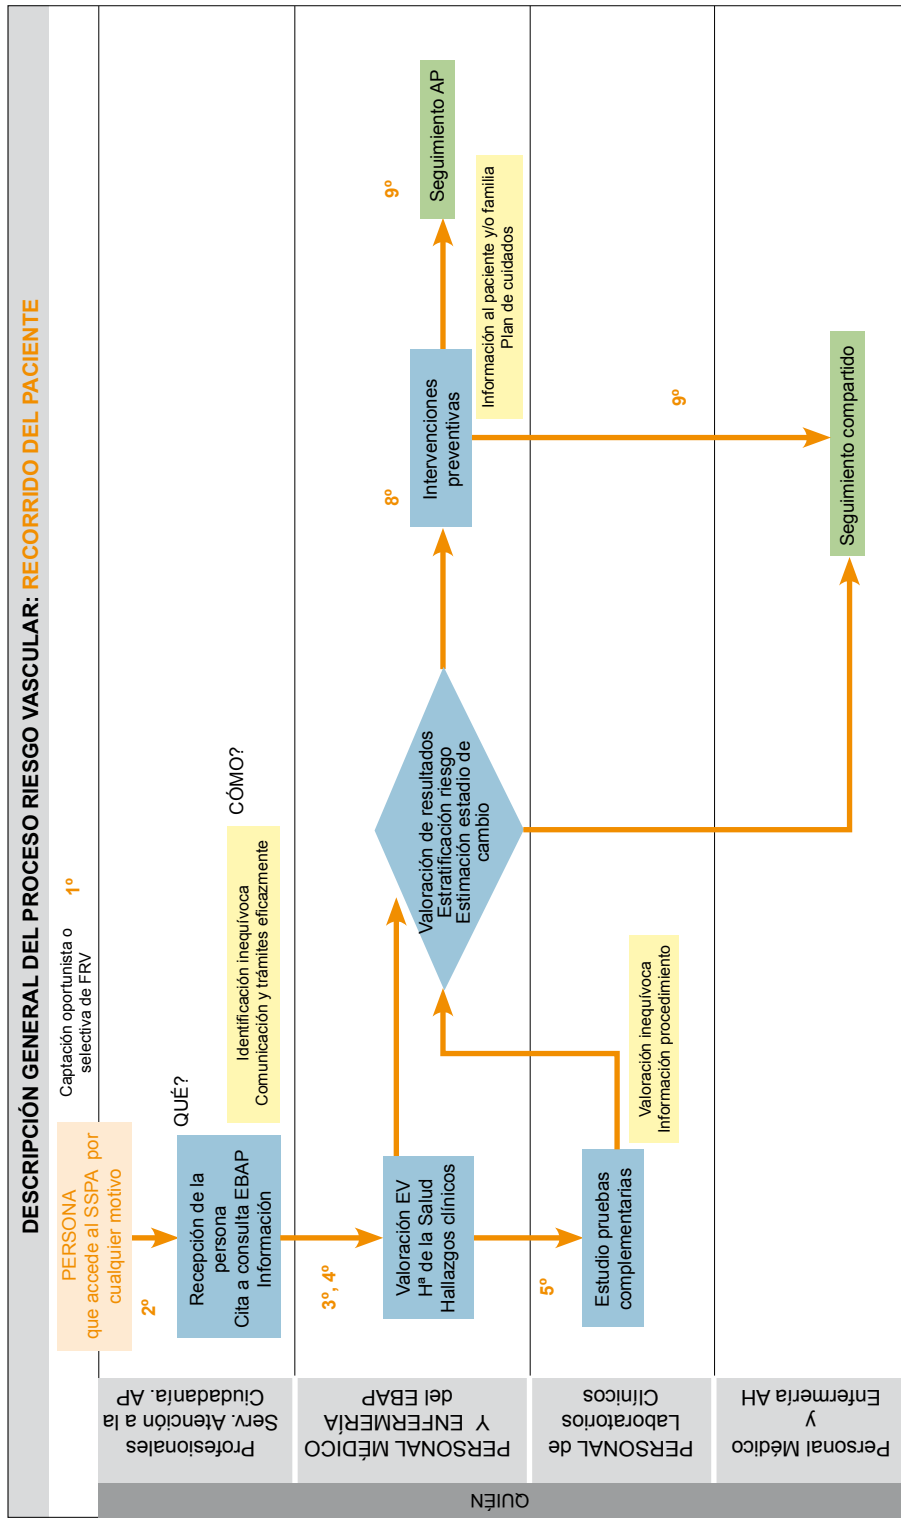 DESCRIPCIÓN GENERAL DEL PROCESO RIESGO VASCULAR: RECORRIDO DEL PACIENTE
PERSONA
que accede al SSPA por
cualquier motivo
Captación oportunista o
selectiva de FRV
1º
QUIÉN
Profesionales
Serv. Atención a la
Ciudadanía. AP
2º
QUÉ?
Recepción de la
persona
Cita a consulta EBAP
Información
CÓMO?
Identificación inequívoca
Comunicación y trámites eficazmente
PERSONAL MÉDICO
Y ENFERMERÍA
del EBAP
3º, 4º
Valoración EV
Hª de la Salud
Hallazgos clínicos
Valoración de resultados
Estratificación riesgo
Estimación estadio de
cambio
8º
Intervenciones
preventivas
9º
Seguimiento AP
Información al paciente y/o familia
Plan de cuidados
PERSONAL de
Laboratorios
Clínicos
5º
Estudio pruebas
complementarias
Valoración inequívoca
Información procedimiento
9º
Personal Médico
y
Enfermería AH
Seguimiento compartido